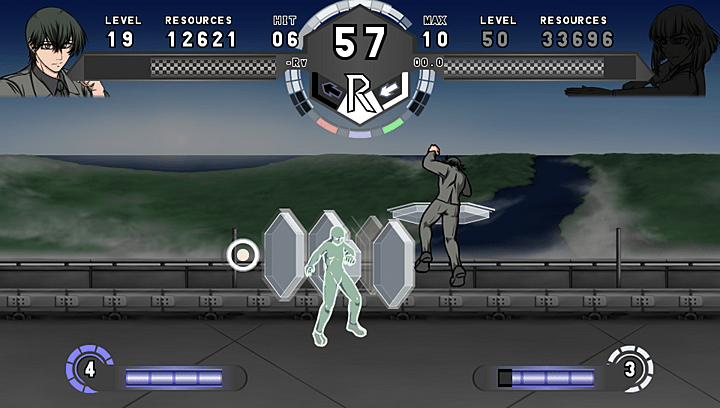 LEVEL RESOURCES HIT 57 MAX LEVEL RESOURCES
19 12621 06 10 50 33696
-Rv 00.0
R
4 3